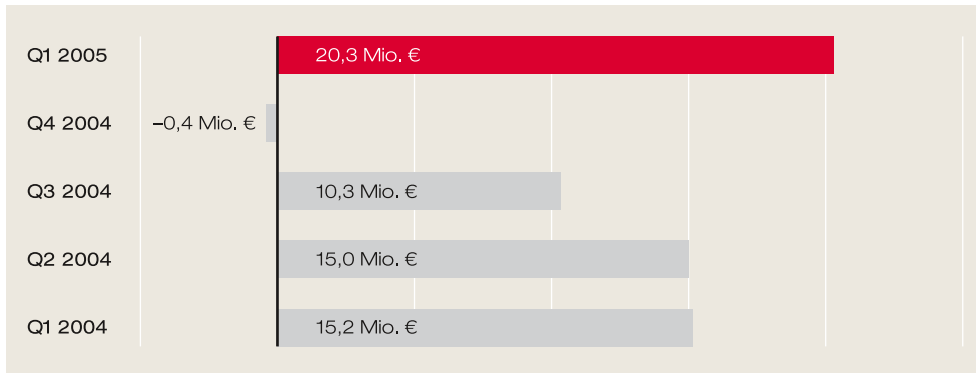 Q1 2005 20,3 Mio. €
Q4 2004 –0,4 Mio. €
Q3 2004 10,3 Mio. €
Q2 2004 15,0 Mio. €
Q1 2004 15,2 Mio. €